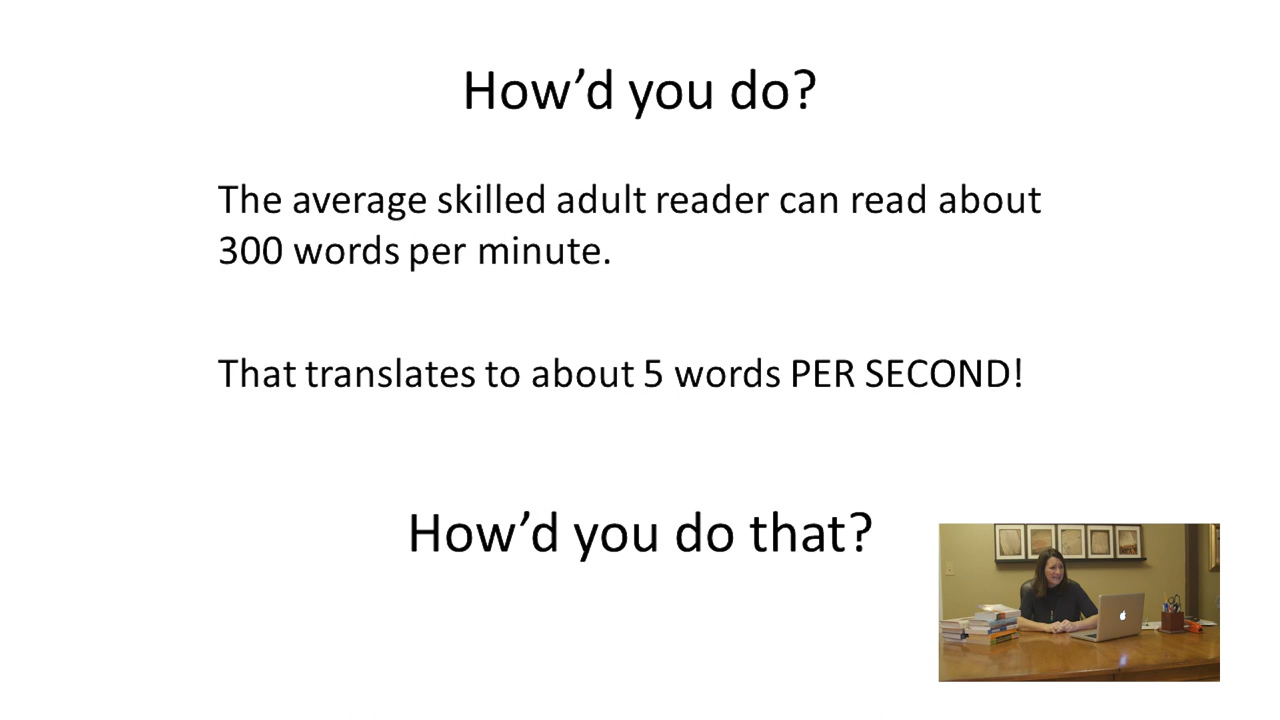 How’d you do?
The average skilled adult reader can read about
300 words per minute.
That translates to about 5 words PER SECOND!
How’d you do that?